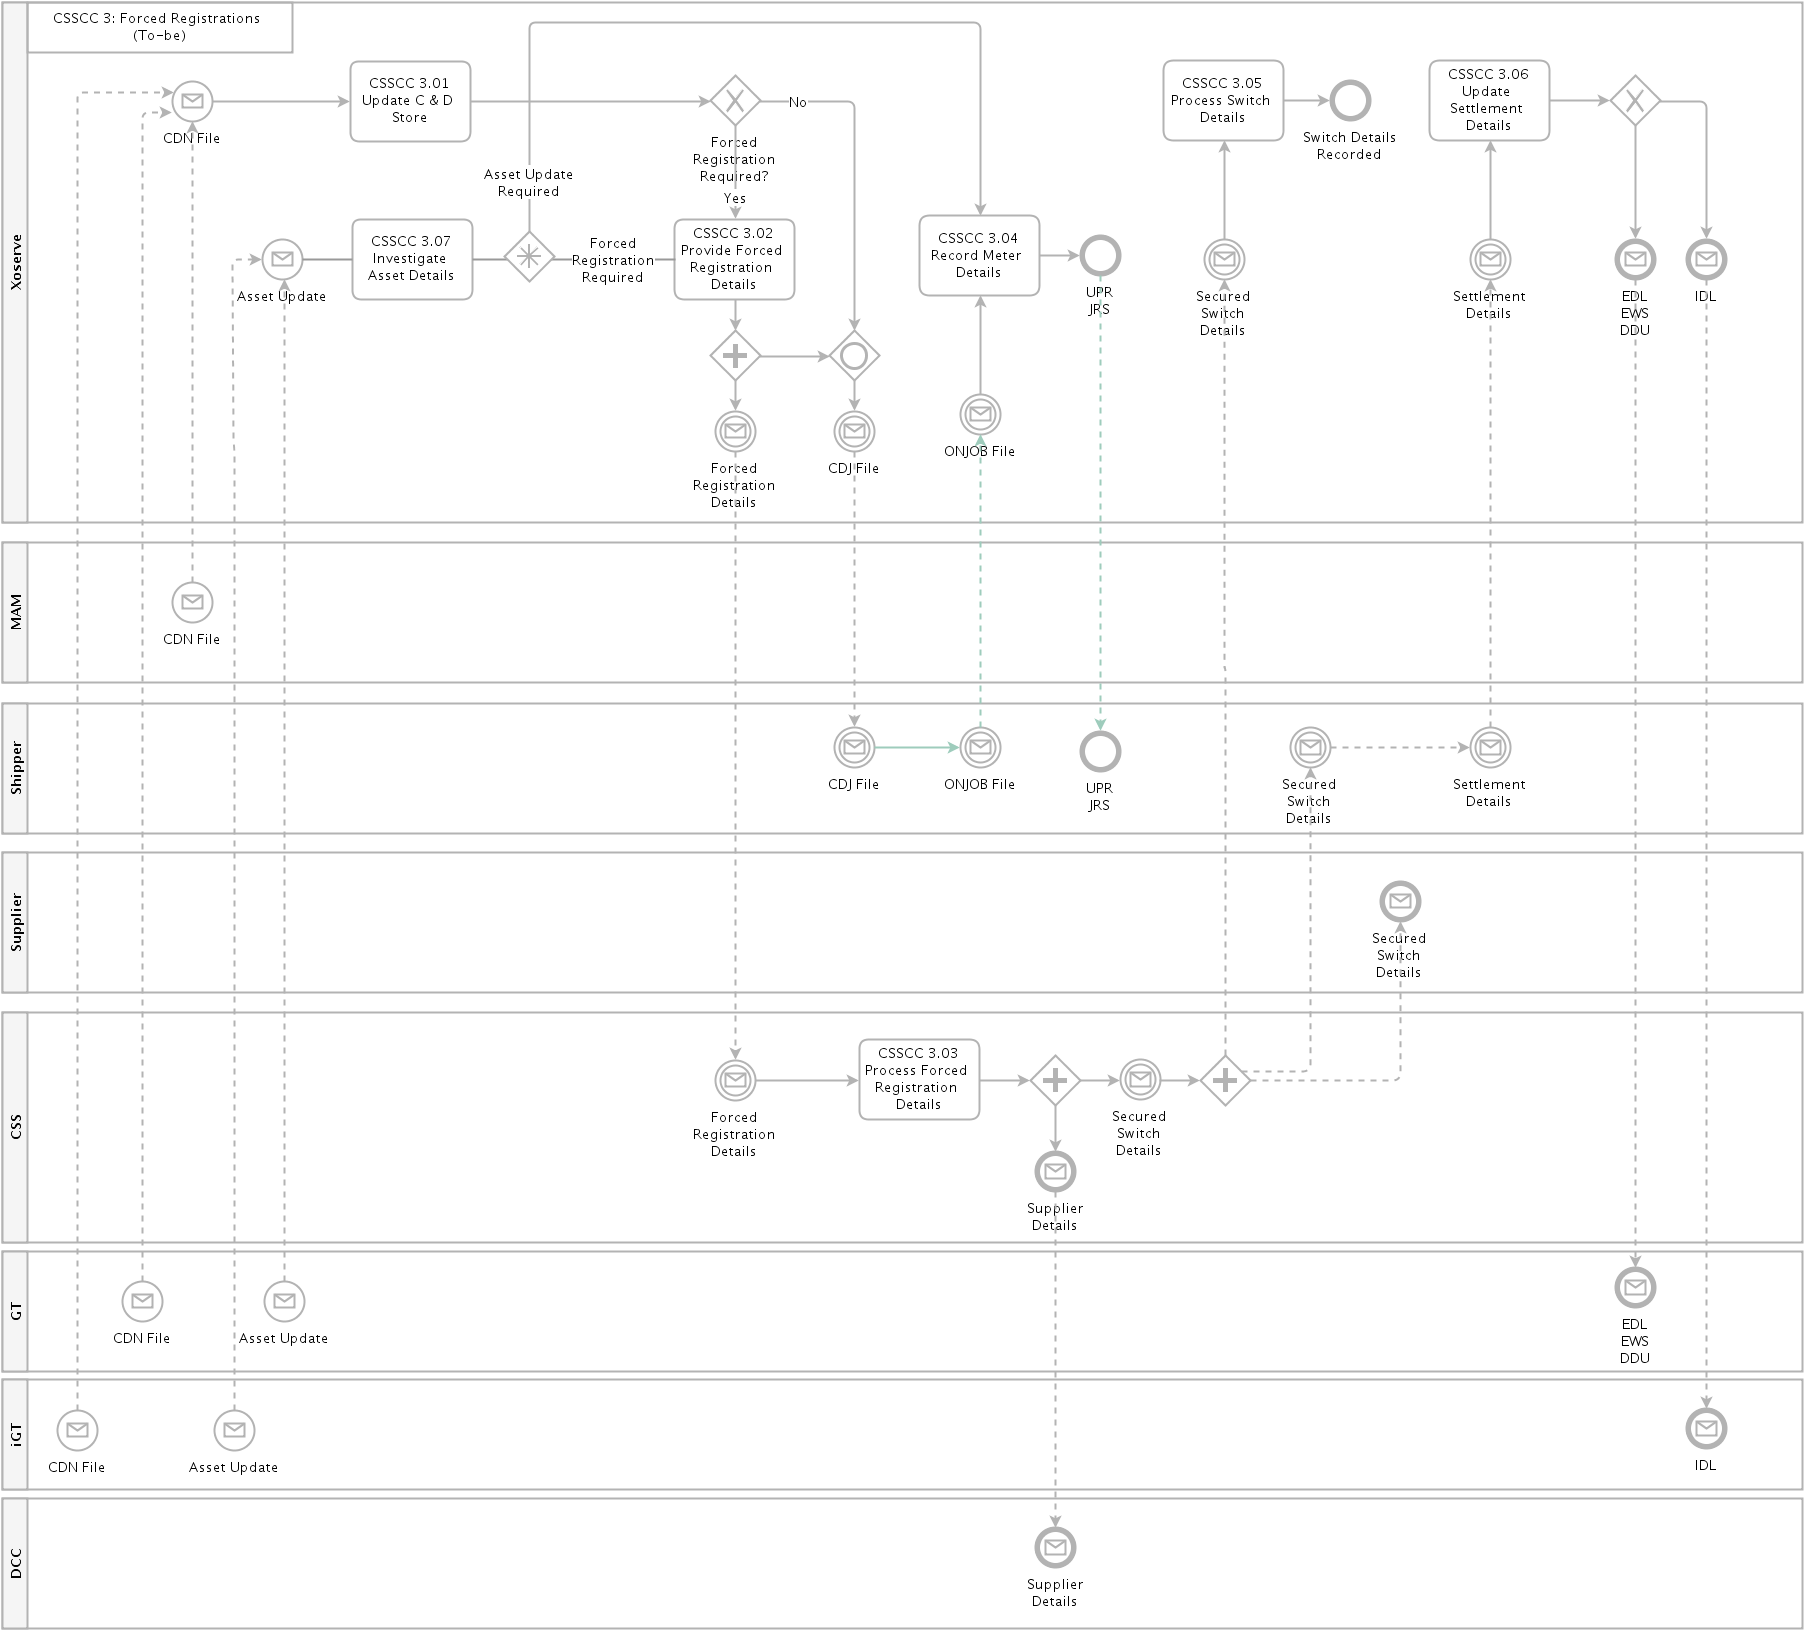 CSSCC 3: Forced Registrations
(To-be)
Xoserve
CDN File
CSSCC 3.01
Update C & D
Store
Forced
Registration
Required?
Yes
No
Asset Update
Required
Asset Update
CSSCC 3.07
Investigate
Asset Details
Forced
Registration
Required
CSSCC 3.02
Provide Forced
Registration
Details
Forced
Registration
Details
CDJ File
CSSCC 3.04
Record Meter
Details
UPR
JRS
ONJOB File
CSSCC 3.05
Process Switch
Details
Switch Details
Recorded
Secured
Switch
Details
CSSCC 3.06
Update
Settlement
Details
Settlement
Details
EDL
EWS
DDU
IDL
MAM
CDN File
Shipper
CDJ File
ONJOB File
UPR
JRS
Secured
Switch
Details
Settlement
Details
Supplier
Secured
Switch
Details
CSS
Forced
Registration
Details
CSSCC 3.03
Process Forced
Registration
Details
Secured
Switch
Details
Supplier
Details
GT
CDN File
Asset Update
EDL
EWS
DDU
iGT
CDN File
Asset Update
IDL
DCC
Supplier
Details